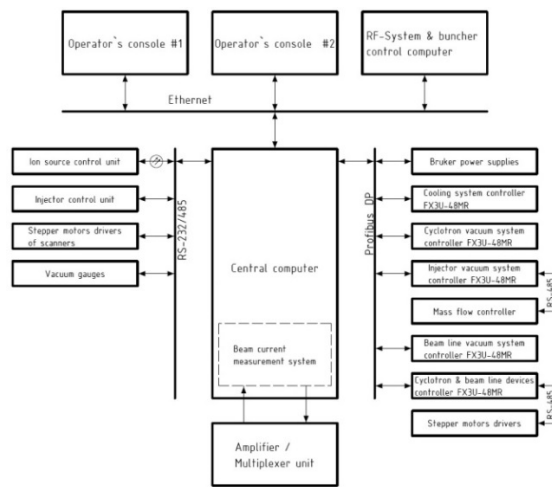 Operator`s console #1
Operator`s console #2
RF-System & buncher
control computer
Ethernet
Ion source control unit
Injector control unit
Stepper motors drivers
of scanners
Vacuum gauges
RS-232/485
Central computer
Beam current
measurement system
Amplifier /
Multiplexer unit
Profibus DP
Bruker power supplies
Cooling system controller
FX3U-48MR
Cyclotron vacuum system
controller FX3U-48MR
Injector vacuum system
controller FX3U-48MR
Mass flow controller
RS-485
Beam line vacuum system
controller FX3U-48MR
Cyclotron & beam line devices
controller FX3U-48MR
Stepper motors drivers
RS-485